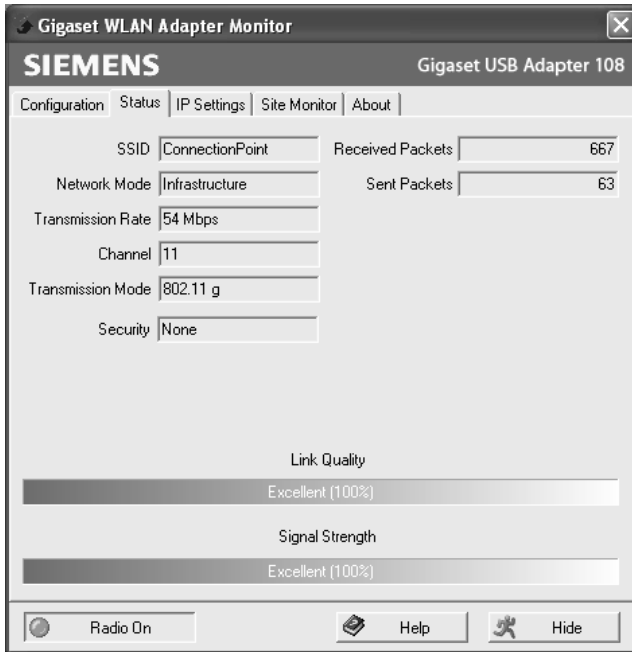 Gigaset WLAN Adapter Monitor
SIEMENS Gigaset USB Adapter 108
Configuration Status IP Settings Site Monitor About
SSID ConnectionPoint Received Packets 667
Network Mode Infrastructure Sent Packets 63
Transmission Rate 54 Mbps
Channel 11
Transmission Mode 802.11 g
Security None
Link Quality
Excellent (100%)
Signal Strength
Excellent (100%)
Radio On Help Hide